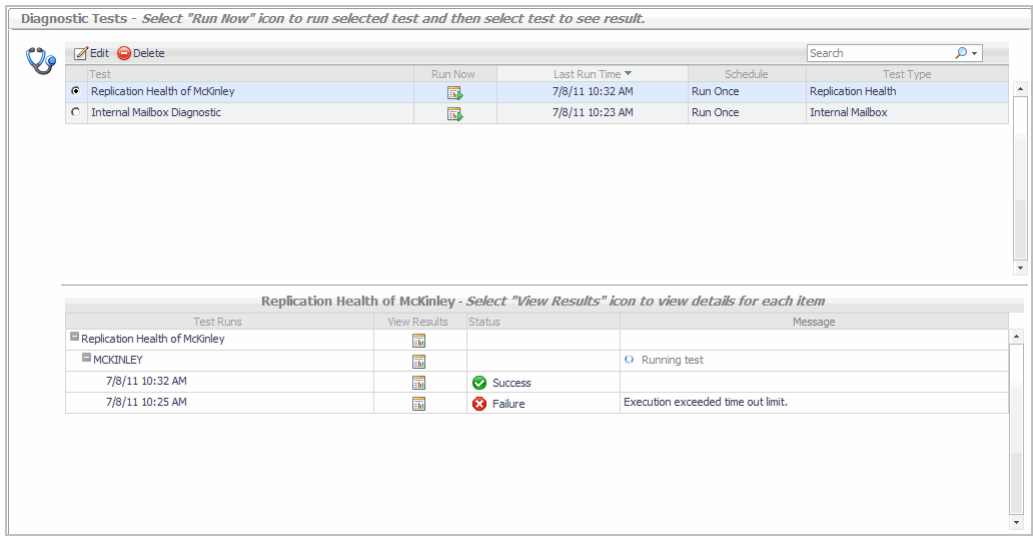 Diagnostic Tests - Select "Run Now" icon to run selected test and then select test to see result.
Edit Delete Search
Test Run Now Last Run Time Schedule Test Type
Replication Health of McKinley 7/8/11 10:32 AM Run Once Replication Health
Internal Mailbox Diagnostic 7/8/11 10:23 AM Run Once Internal Mailbox
Replication Health of McKinley - Select "View Results" icon to view details for each item
Test Runs View Results Status Message
Replication Health of McKinley
MCKINLEY Running test
7/8/11 10:32 AM Success
7/8/11 10:25 AM Failure Execution exceeded time out limit.